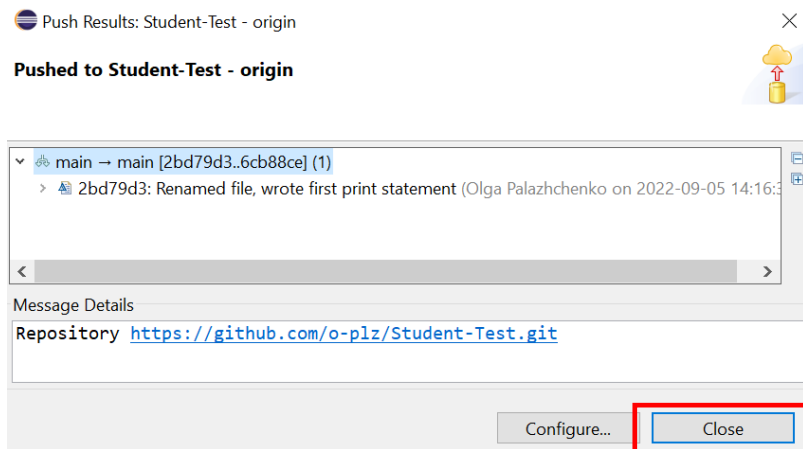 Push Results: Student-Test - origin
Pushed to Student-Test - origin
main → main [2bd79d3..6cb88ce] (1)
2bd79d3: Renamed file, wrote first print statement (Olga Palazhchenko on 2022-09-05 14:16:3
Message Details
Repository https://github.com/o-plz/Student-Test.git
Configure... Close